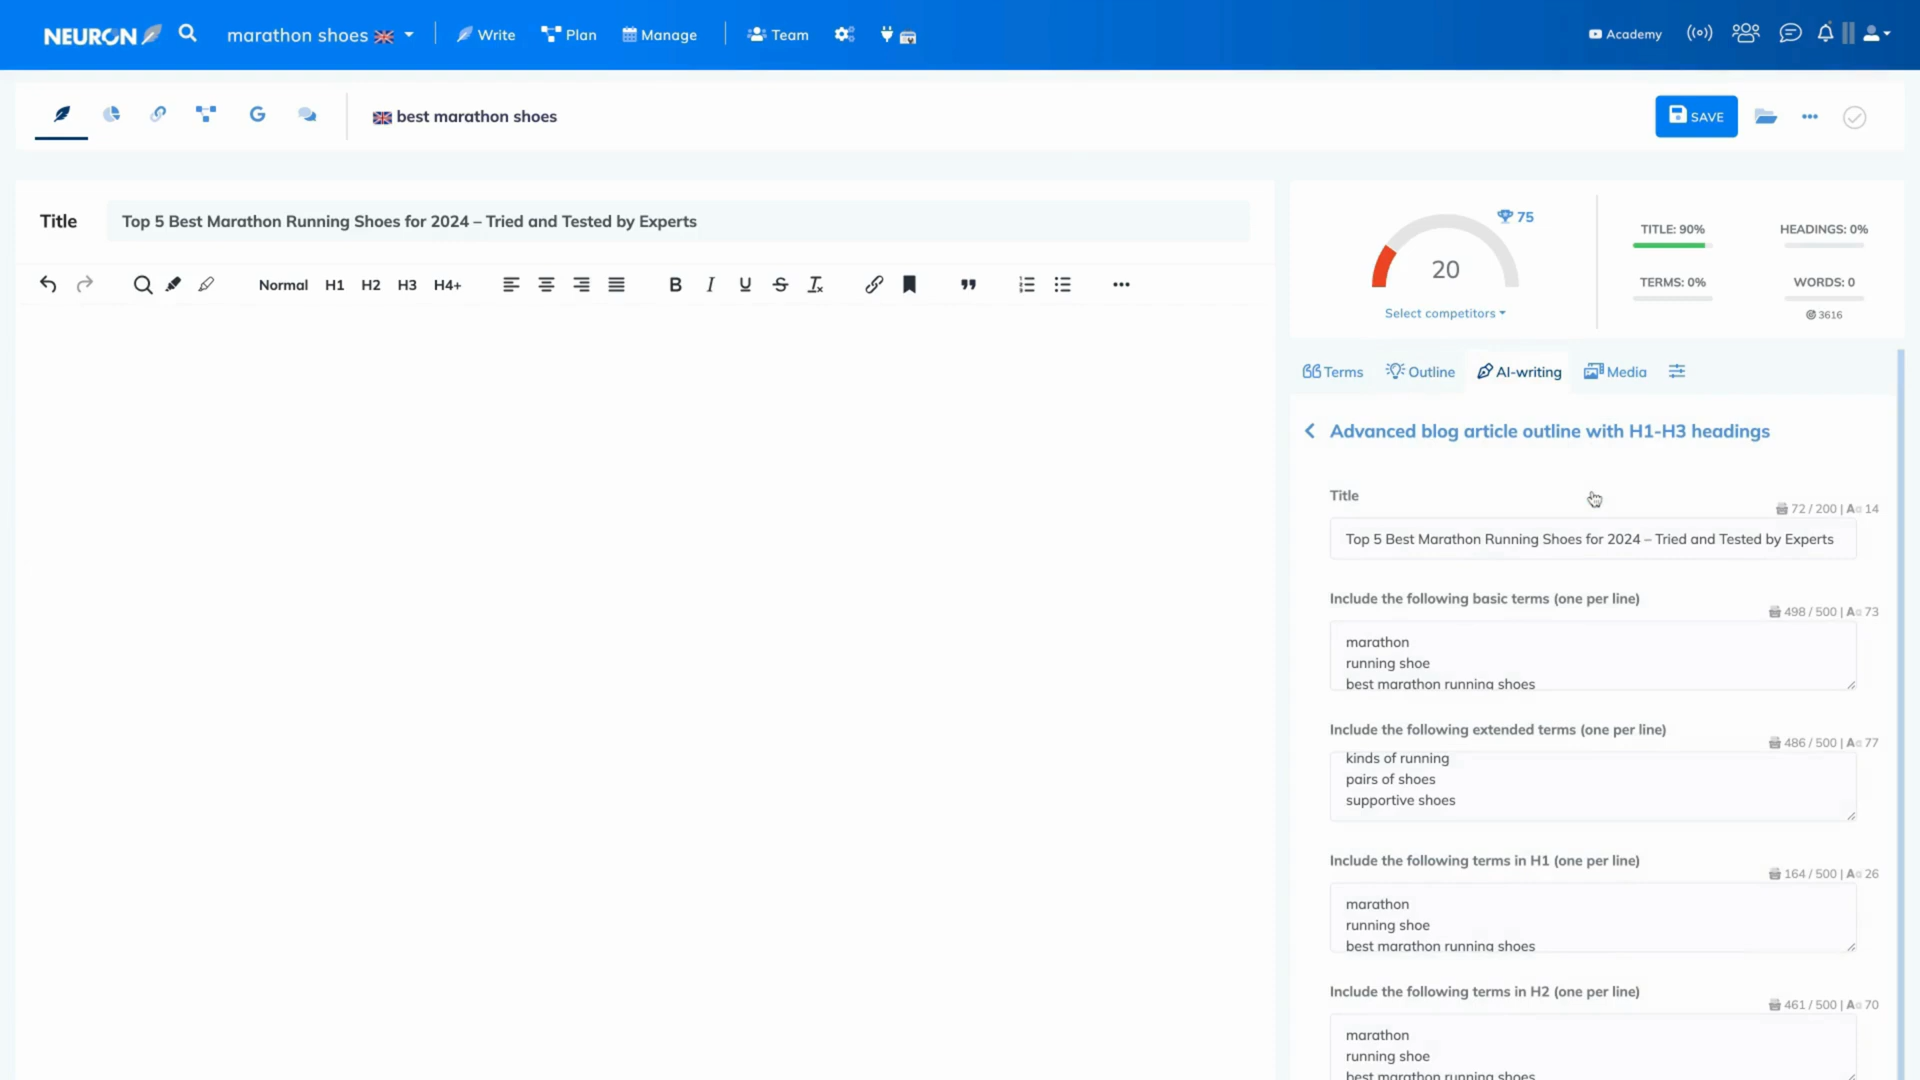 NEURON
marathon shoes
Write
Plan
Manage
Team
Academy
G
best marathon shoes
SAVE
Title
Top 5 Best Marathon Running Shoes for 2024 – Tried and Tested by Experts
Normal H1 H2 H3 H4+
75
20
Select competitors
TITLE: 90%
HEADINGS: 0%
TERMS: 0%
WORDS: 0
3616
Terms
Outline
AI-writing
Media
Advanced blog article outline with H1-H3 headings
Title
72 / 200 | A 14
Top 5 Best Marathon Running Shoes for 2024 – Tried and Tested by Experts
Include the following basic terms (one per line)
498 / 500 | A 73
marathon
running shoe
best marathon running shoes
Include the following extended terms (one per line)
486 / 500 | A 77
kinds of running
pairs of shoes
supportive shoes
Include the following terms in H1 (one per line)
164 / 500 | A 26
marathon
running shoe
best marathon running shoes
Include the following terms in H2 (one per line)
461 / 500 | A 70
marathon
running shoe
best marathon running shoes